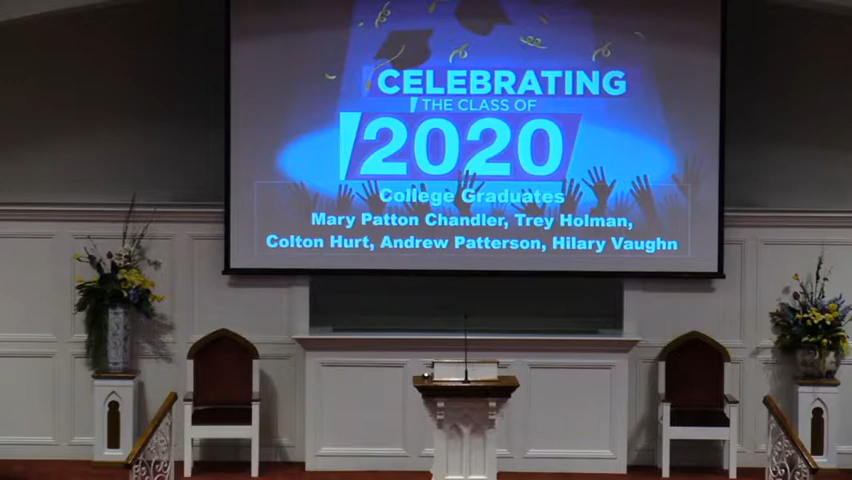 CELEBRATING
THE CLASS OF
2020
College Graduates
Mary Patton Chandler, Trey Holman,
Colton Hurt, Andrew Patterson, Hilary Vaughn